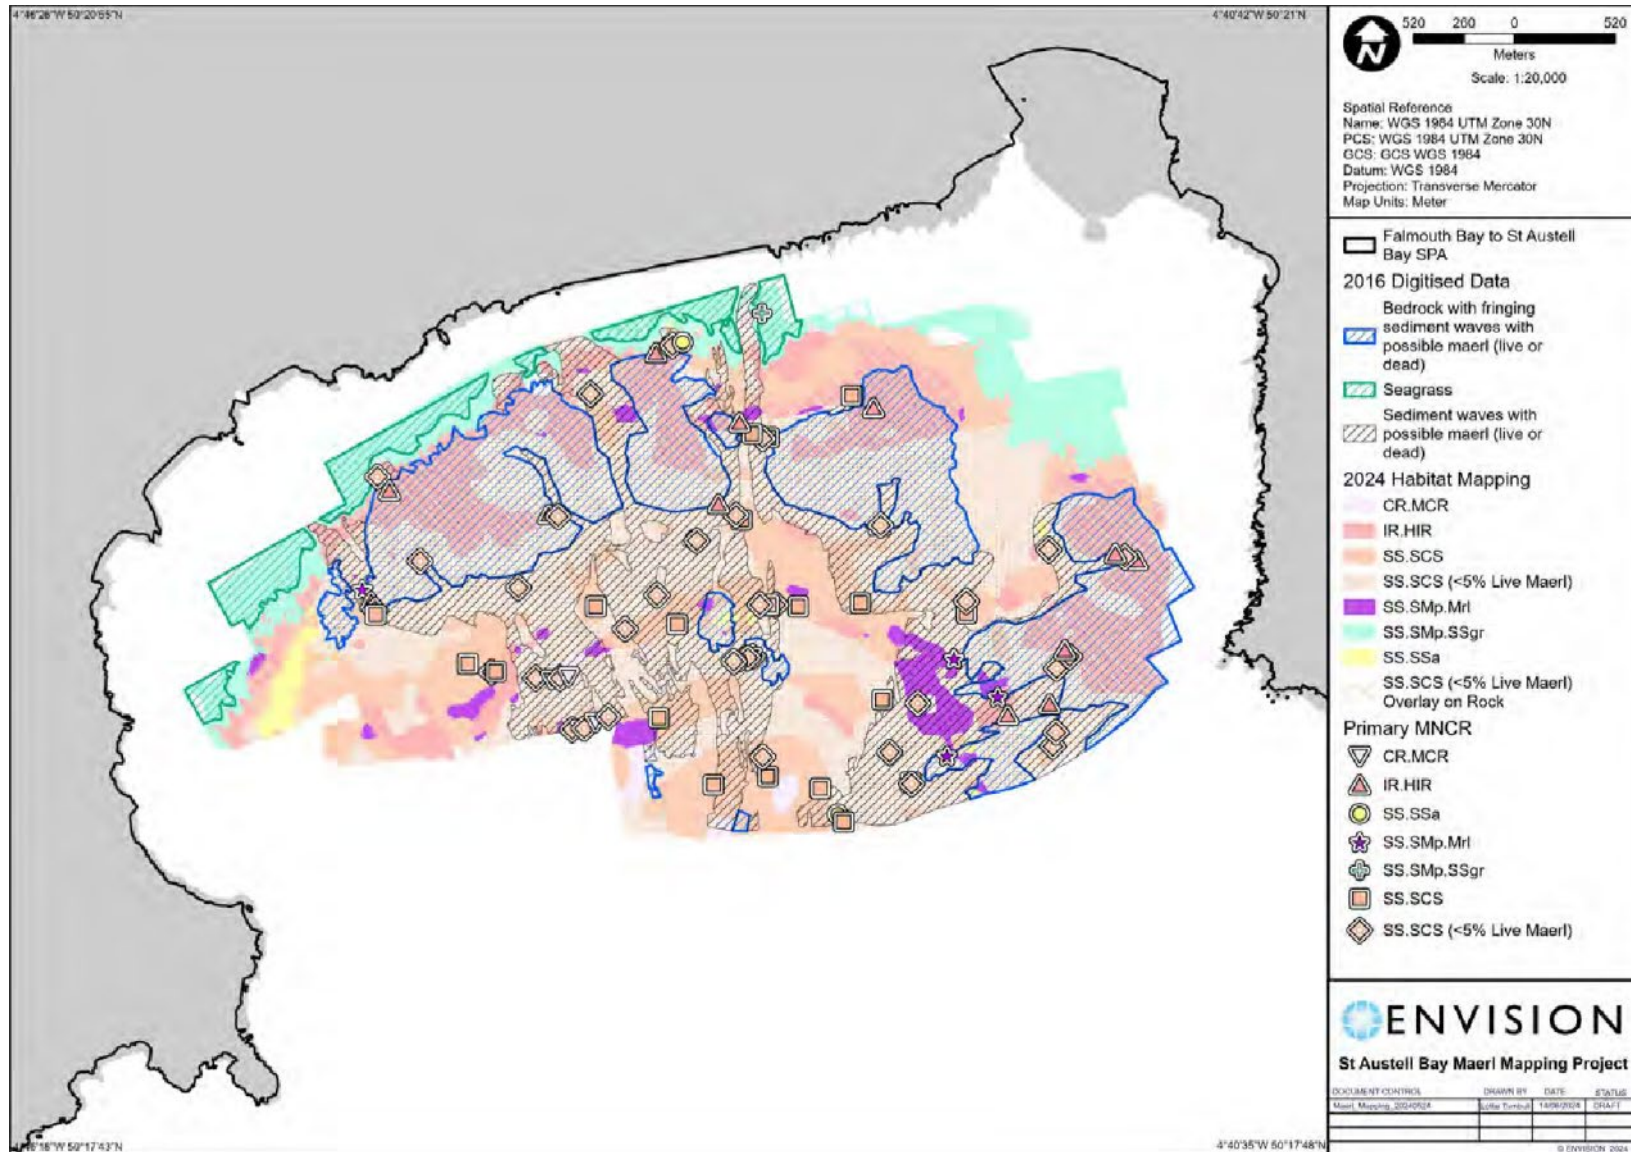 4°40'42"W 50°21'N
520 260 0 520
Meters
Scale: 1:20,000
N
Spatial Reference
Name: WGS 1984 UTM Zone 30N
PCS: WGS 1984 UTM Zone 30N
GCS: GCS WGS 1984
Datum: WGS 1984
Projection: Transverse Mercator
Map Units: Meter
Falmouth Bay to St Austell
Bay SPA
2016 Digitised Data
Bedrock with fringing
sediment waves with
possible maerl (live or
dead)
Seagrass
Sediment waves with
possible maerl (live or
dead)
2024 Habitat Mapping
CR.MCR
IR.HIR
SS.SCS
SS.SCS (<5% Live Maerl)
SS.SMp.Mrl
SS.SMp.SSgr
SS.SSa
SS.SCS (<5% Live Maerl)
Overlay on Rock
Primary MNCR
CR.MCR
IR.HIR
SS.SSa
SS.SMp.Mrl
SS.SMp.SSgr
SS.SCS
SS.SCS (<5% Live Maerl)
ENVISION
St Austell Bay Maerl Mapping Project
DOCUMENT CONTROL DRAWN BY DATE STATUS
Maerl_Mapping_20240524 14/06/2024 DRAFT
4°40'35"W 50°17'48"N
© ENVISION 2024